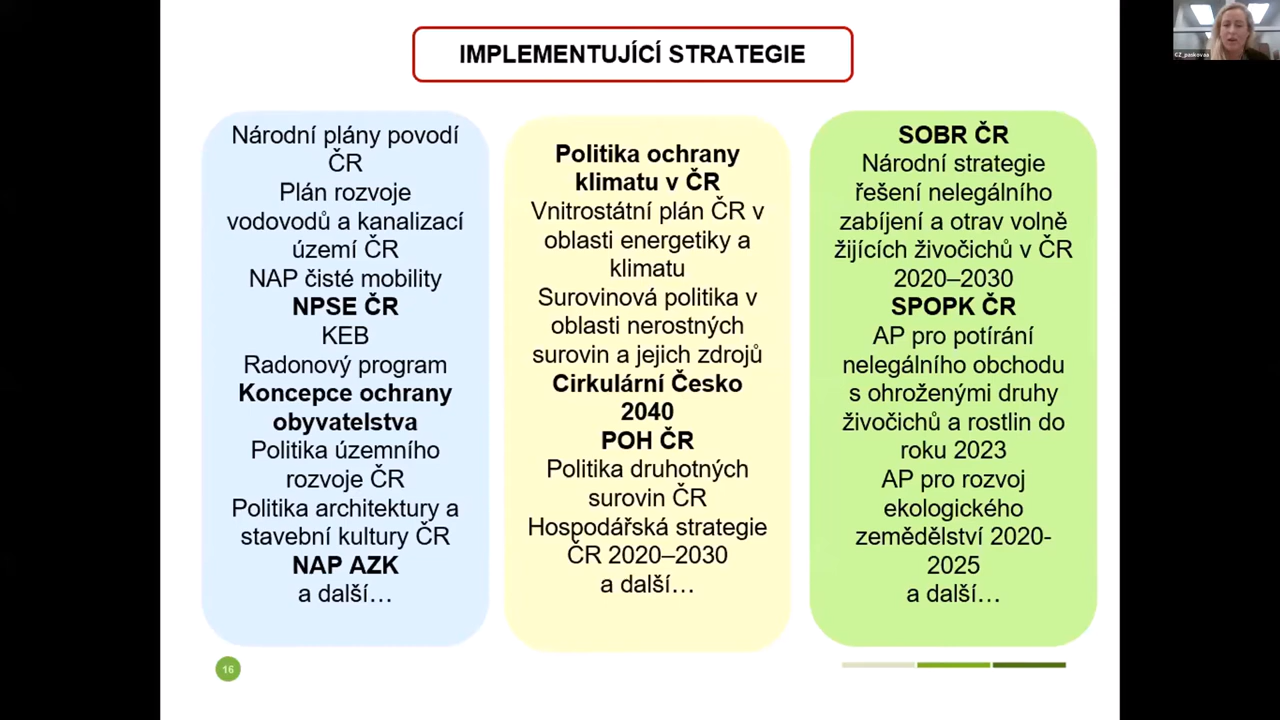 IMPLEMENTUJÍCÍ STRATEGIE
Národní plány povodí
ČR
Plán rozvoje
vodovodů a kanalizací
území ČR
NAP čisté mobility
NPSE ČR
KEB
Radonový program
Koncepce ochrany
obyvatelstva
Politika územního
rozvoje ČR
Politika architektury a
stavební kultury ČR
NAP AZK
a další…
Politika ochrany
klimatu v ČR
Vnitrostátní plán ČR v
oblasti energetiky a
klimatu
Surovinová politika v
oblasti nerostných
surovin a jejich zdrojů
Cirkulární Česko
2040
POH ČR
Politika druhotných
surovin ČR
Hospodářská strategie
ČR 2020–2030
a další…
SOBR ČR
Národní strategie
řešení nelegálního
zabíjení a otrav volně
žijících živočichů v ČR
2020–2030
SPOPK ČR
AP pro potírání
nelegálního obchodu
s ohroženými druhy
živočichů a rostlin do
roku 2023
AP pro rozvoj
ekologického
zemědělství 2020-
2025
a další…
16